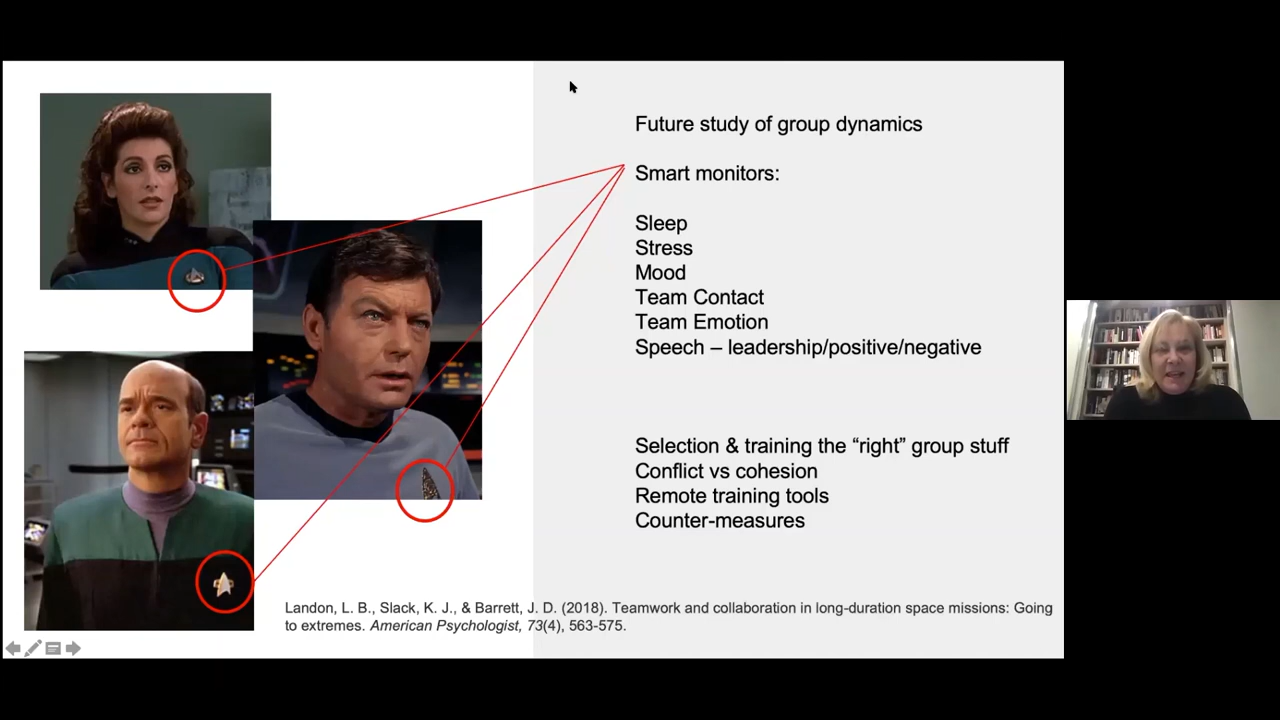 Future study of group dynamics
Smart monitors:
Sleep
Stress
Mood
Team Contact
Team Emotion
Speech – leadership/positive/negative
Selection & training the “right” group stuff
Conflict vs cohesion
Remote training tools
Counter-measures
Landon, L. B., Slack, K. J., & Barrett, J. D. (2018). Teamwork and collaboration in long-duration space missions: Going
to extremes. American Psychologist, 73(4), 563-575.